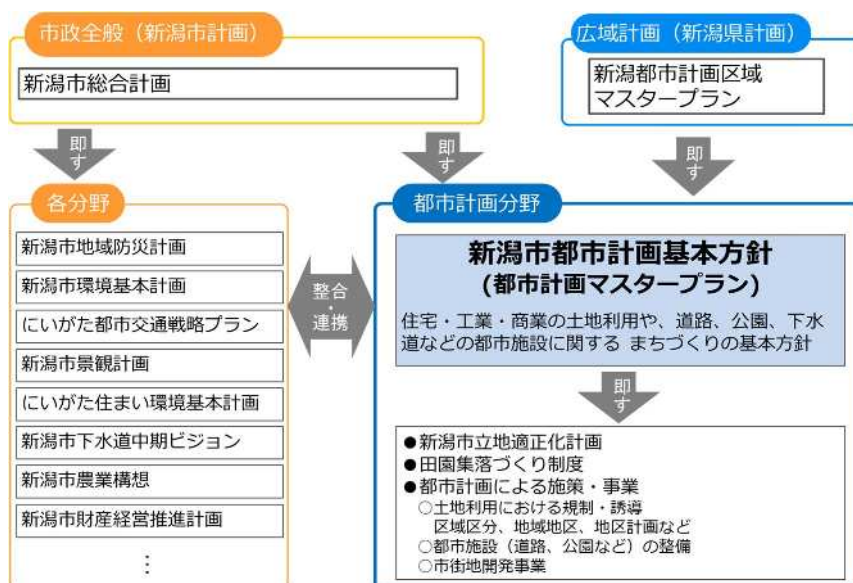 市政全般（新潟市計画）
新潟市総合計画
広域計画（新潟県計画）
新潟都市計画区域
マスタープラン
即す
即す
即す
各分野
新潟市地域防災計画
新潟市環境基本計画
にいがた都市交通戦略プラン
新潟市景観計画
にいがた住まい環境基本計画
新潟市下水道中期ビジョン
新潟市農業構想
新潟市財産経営推進計画
⋮
整合
・
連携
都市計画分野
新潟市都市計画基本方針
(都市計画マスタープラン)
住宅・工業・商業の土地利用や、道路、公園、下水
道などの都市施設に関する まちづくりの基本方針
即す
●新潟市立地適正化計画
●田園集落づくり制度
●都市計画による施策・事業
○土地利用における規制・誘導
区域区分、地域地区、地区計画など
○都市施設（道路、公園など）の整備
○市街地開発事業